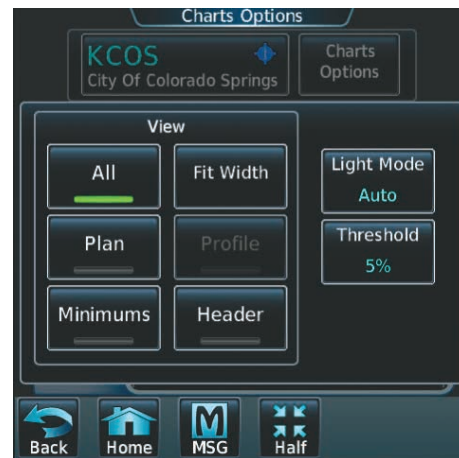 Charts Options
KCOS
City Of Colorado Springs
Charts
Options
View
All
Fit Width
Light Mode
Auto
Plan
Profile
Threshold
5%
Minimums
Header
Back
Home
M
MSG
Half